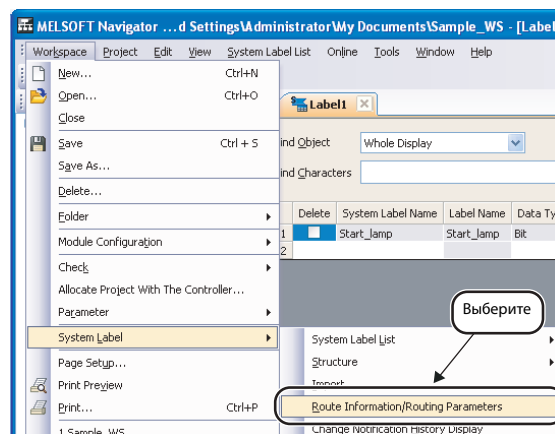 MELSOFT Navigator ...d Settings\Administrator\My Documents\Sample_WS - [Label
Workspace Project Edit View System Label List Online Tools Window Help
New... Ctrl+N
Open... Ctrl+O
Close
Label1
Save Ctrl + S
ind Object Whole Display
Save As...
ind Characters
Delete...
Folder
Delete System Label Name Label Name Data Ty
Module Configuration
1 Start_lamp Start_lamp Bit
2
Check
Allocate Project With The Controller...
Parameter
Выберите
System Label
System Label List
Page Setup...
Structure
Print Preview
Import
Print... Ctrl+P
Route Information/Routing Parameters
1 Sample_WS
Change Notification History Display